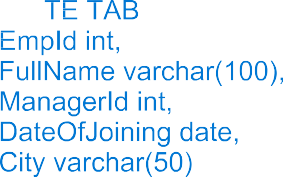 TE TAB
EmpId int,
FullName varchar(100),
ManagerId int,
DateOfJoining date,
City varchar(50)